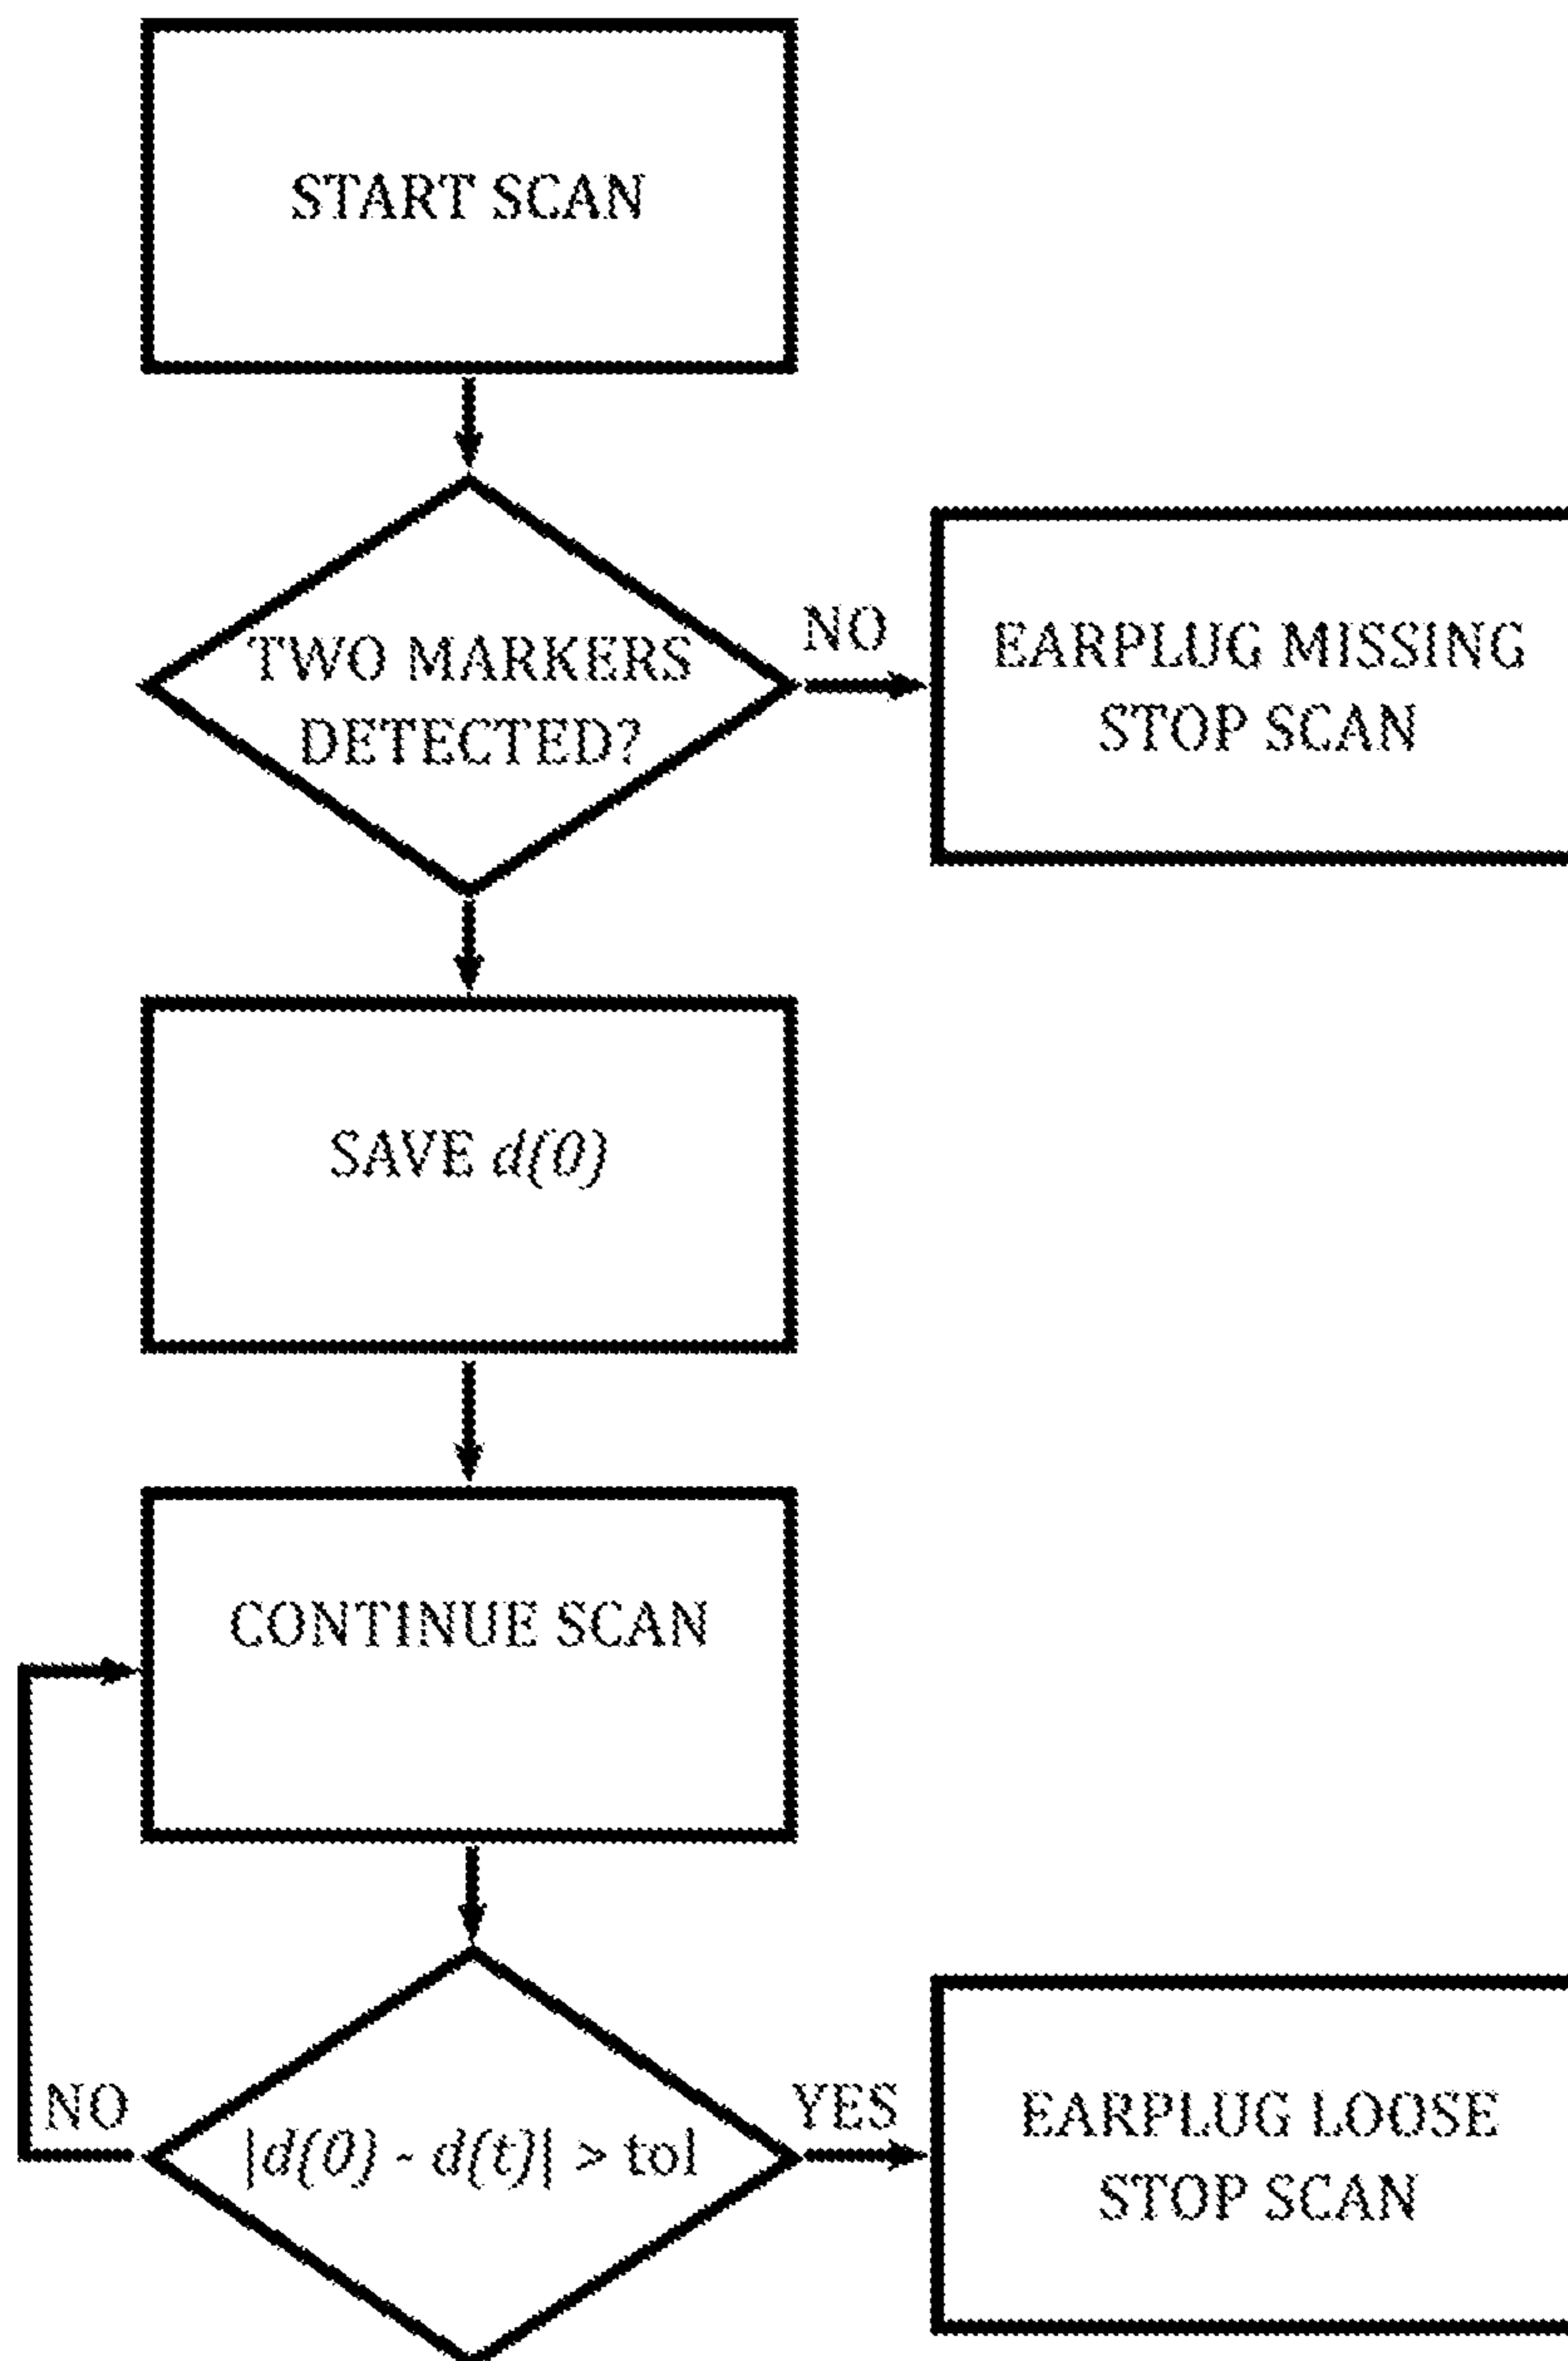 START SCAN
TWO MARKERS
DETECTED?
NO
EARPLUG MISSING
STOP SCAN
SAVE d(0)
CONTINUE SCAN
NO
|d(0) - d(t)| > tol
YES
EARPLUG LOOSE
STOP SCAN